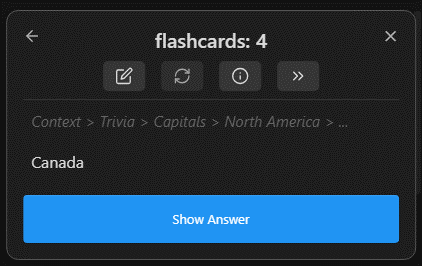 flashcards: 4
Context > Trivia > Capitals > North America > ...
Canada
Show Answer